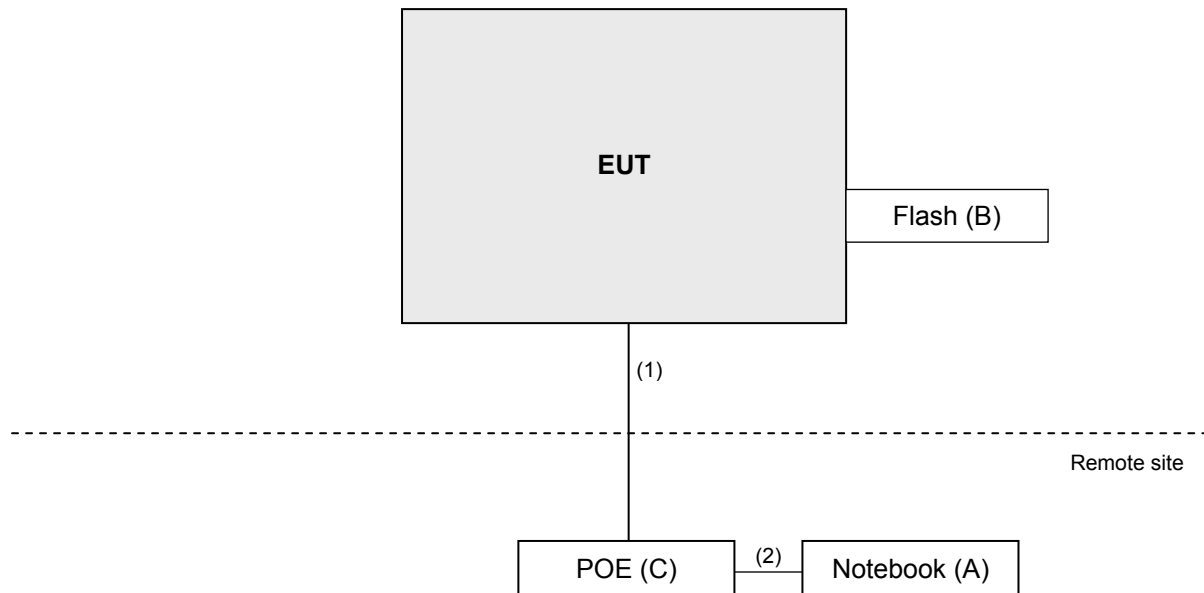 EUT
Flash (B)
(1)
Remote site
POE (C)
(2)
Notebook (A)